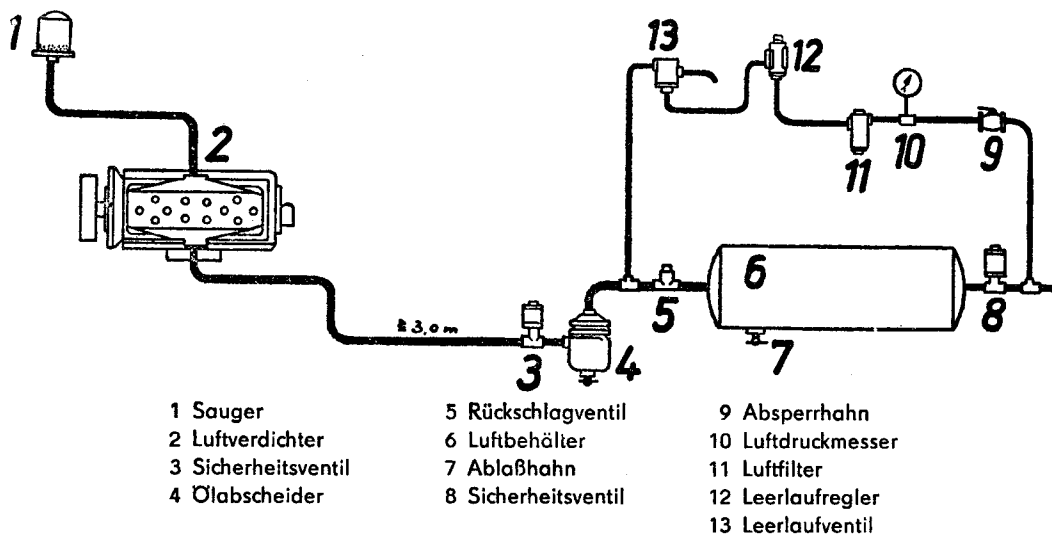 1
2
13
12
11
10
9
≧ 3,0 m
3
4
5
6
7
8
1 Sauger
2 Luftverdichter
3 Sicherheitsventil
4 Ölabscheider
5 Rückschlagventil
6 Luftbehälter
7 Ablaßhahn
8 Sicherheitsventil
9 Absperrhahn
10 Luftdruckmesser
11 Luftfilter
12 Leerlaufregler
13 Leerlaufventil